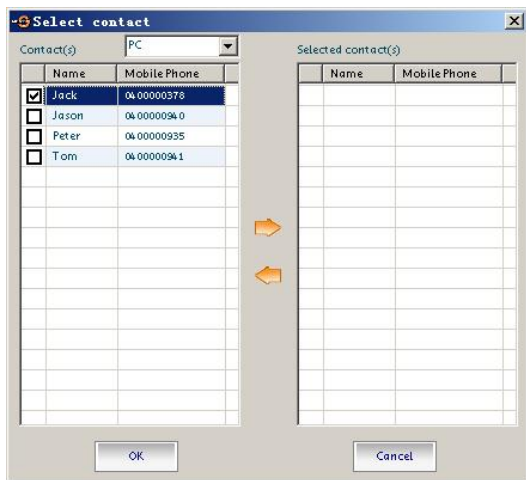 Select contact
Contact(s) PC Selected contact(s)
Name Mobile Phone Name Mobile Phone
Jack 0400000378
Jason 0400000940
Peter 0400000935
Tom 0400000941
OK Cancel